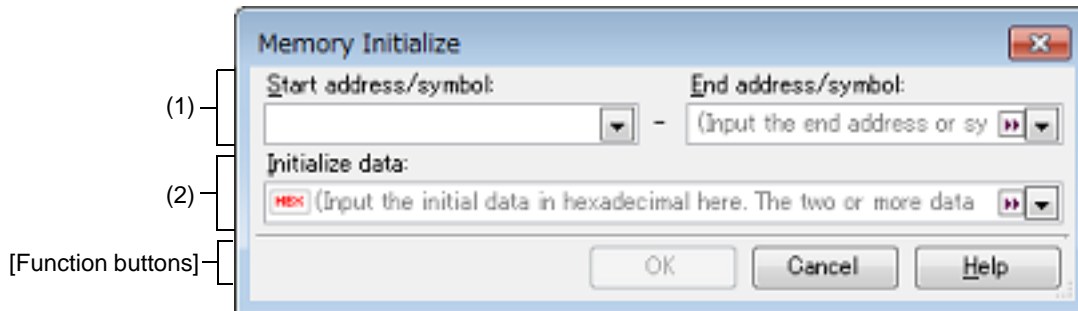 Memory Initialize
(1)
Start address/symbol: End address/symbol:
- (Input the end address or sy
(2)
Initialize data:
HEX (Input the initial data in hexadecimal here. The two or more data
[Function buttons]
OK Cancel Help